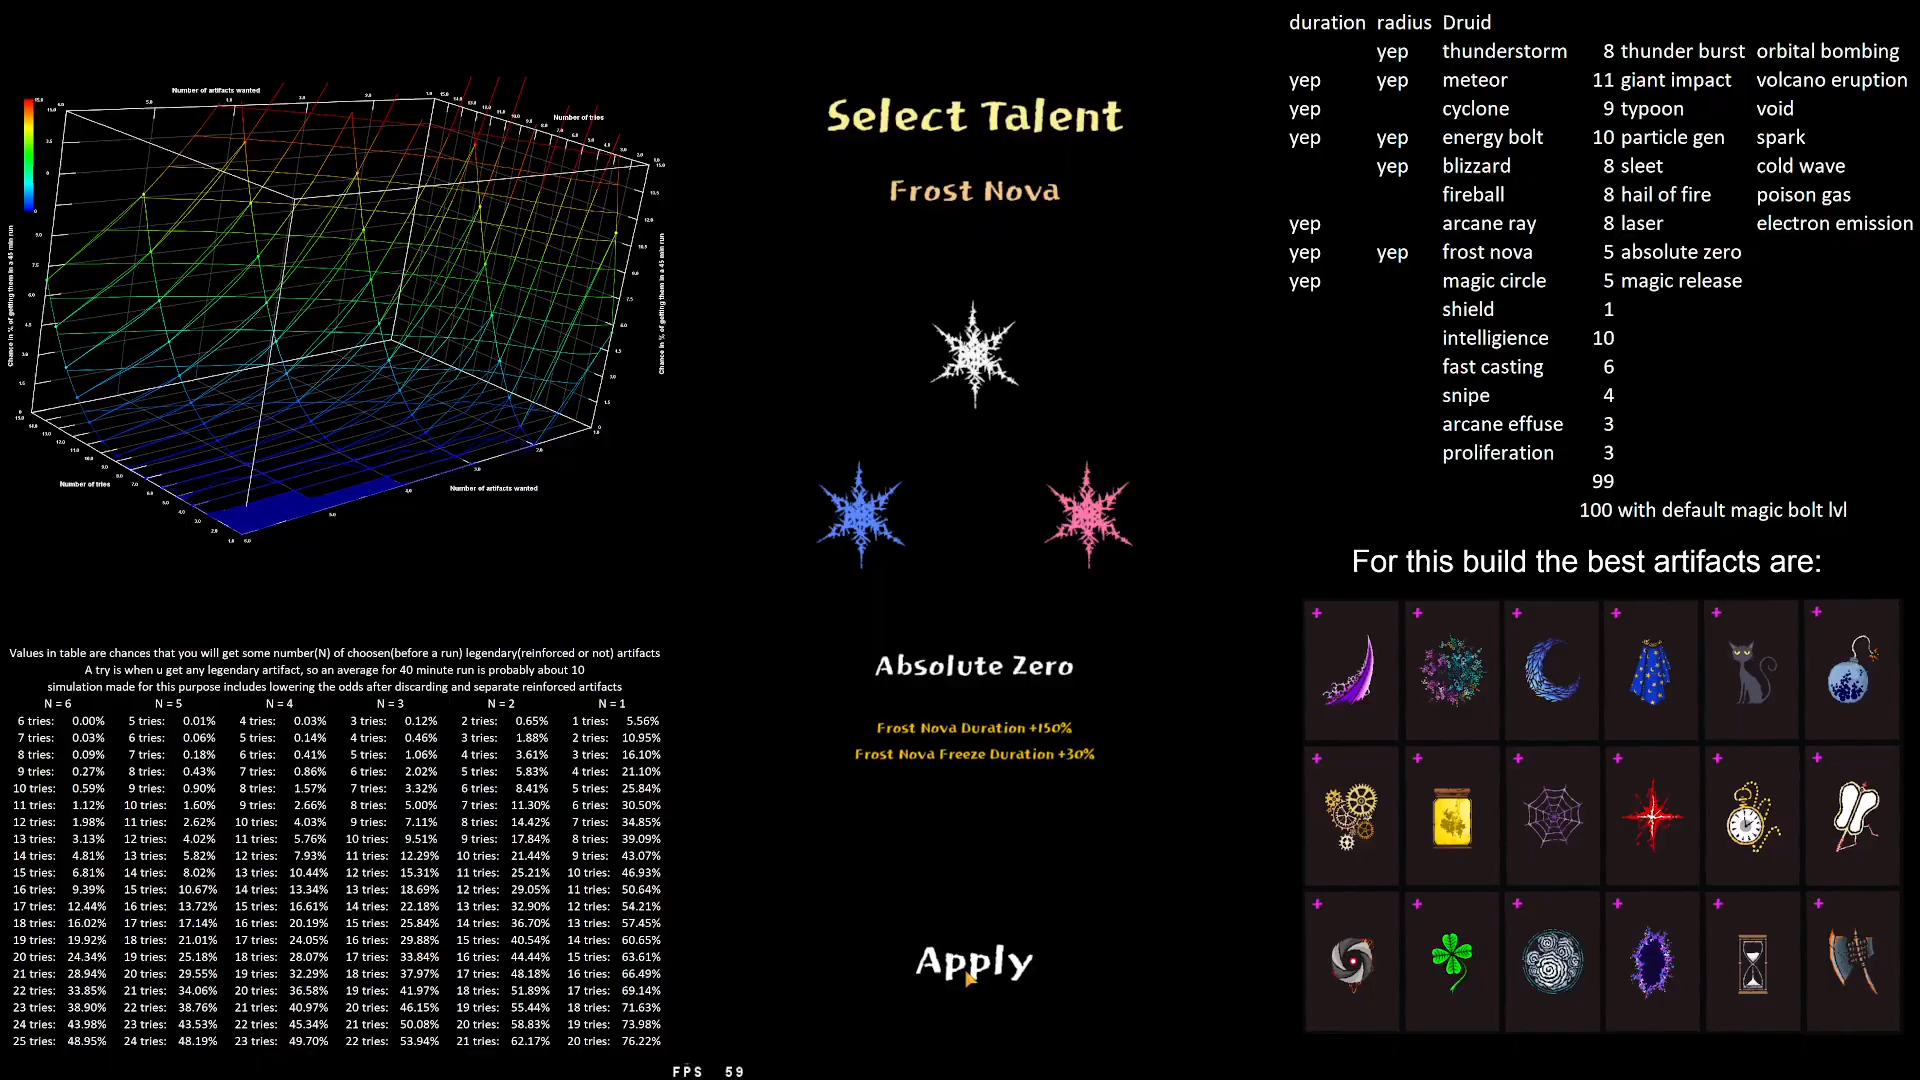 Number of artifacts wanted
Number of tries
Chance in % of getting them in a 45 min run
Chance in % of getting them in a 45 min run
Number of tries
Number of artifacts wanted
Values in table are chances that you will get some number(N) of choosen(before a run) legendary(reinforced or not) artifacts
A try is when u get any legendary artifact, so an average for 40 minute run is probably about 10
simulation made for this purpose includes lowering the odds after discarding and separate reinforced artifacts
N = 6 N = 5 N = 4 N = 3 N = 2 N = 1
6 tries: 0.00% 5 tries: 0.01% 4 tries: 0.03% 3 tries: 0.12% 2 tries: 0.65% 1 tries: 5.56%
7 tries: 0.03% 6 tries: 0.06% 5 tries: 0.14% 4 tries: 0.46% 3 tries: 1.88% 2 tries: 10.95%
8 tries: 0.09% 7 tries: 0.18% 6 tries: 0.41% 5 tries: 1.06% 4 tries: 3.61% 3 tries: 16.10%
9 tries: 0.27% 8 tries: 0.43% 7 tries: 0.86% 6 tries: 2.02% 5 tries: 5.83% 4 tries: 21.10%
10 tries: 0.59% 9 tries: 0.90% 8 tries: 1.57% 7 tries: 3.32% 6 tries: 8.41% 5 tries: 25.84%
11 tries: 1.12% 10 tries: 1.60% 9 tries: 2.66% 8 tries: 5.00% 7 tries: 11.30% 6 tries: 30.50%
12 tries: 1.98% 11 tries: 2.62% 10 tries: 4.03% 9 tries: 7.11% 8 tries: 14.42% 7 tries: 34.85%
13 tries: 3.13% 12 tries: 4.02% 11 tries: 5.76% 10 tries: 9.51% 9 tries: 17.84% 8 tries: 39.09%
14 tries: 4.81% 13 tries: 5.82% 12 tries: 7.93% 11 tries: 12.29% 10 tries: 21.44% 9 tries: 43.07%
15 tries: 6.81% 14 tries: 8.02% 13 tries: 10.44% 12 tries: 15.31% 11 tries: 25.21% 10 tries: 46.93%
16 tries: 9.39% 15 tries: 10.67% 14 tries: 13.34% 13 tries: 18.69% 12 tries: 29.05% 11 tries: 50.64%
17 tries: 12.44% 16 tries: 13.72% 15 tries: 16.61% 14 tries: 22.18% 13 tries: 32.90% 12 tries: 54.21%
18 tries: 16.02% 17 tries: 17.14% 16 tries: 20.19% 15 tries: 25.84% 14 tries: 36.70% 13 tries: 57.45%
19 tries: 19.92% 18 tries: 21.01% 17 tries: 24.05% 16 tries: 29.88% 15 tries: 40.54% 14 tries: 60.65%
20 tries: 24.34% 19 tries: 25.18% 18 tries: 28.07% 17 tries: 33.84% 16 tries: 44.44% 15 tries: 63.61%
21 tries: 28.94% 20 tries: 29.55% 19 tries: 32.29% 18 tries: 37.97% 17 tries: 48.18% 16 tries: 66.49%
22 tries: 33.85% 21 tries: 34.06% 20 tries: 36.58% 19 tries: 41.97% 18 tries: 51.89% 17 tries: 69.14%
23 tries: 38.90% 22 tries: 38.76% 21 tries: 40.97% 20 tries: 46.15% 19 tries: 55.44% 18 tries: 71.63%
24 tries: 43.98% 23 tries: 43.53% 22 tries: 45.34% 21 tries: 50.08% 20 tries: 58.83% 19 tries: 73.98%
25 tries: 48.95% 24 tries: 48.19% 23 tries: 49.70% 22 tries: 53.94% 21 tries: 62.17% 20 tries: 76.22%
Select Talent
Frost Nova
Absolute Zero
Frost Nova Duration +150%
Frost Nova Freeze Duration +30%
Apply
FPS 59
duration radius Druid
yep thunderstorm 8 thunder burst orbital bombing
yep yep meteor 11 giant impact volcano eruption
yep cyclone 9 typoon void
yep yep energy bolt 10 particle gen spark
yep blizzard 8 sleet cold wave
fireball 8 hail of fire poison gas
yep arcane ray 8 laser electron emission
yep yep frost nova 5 absolute zero
yep magic circle 5 magic release
shield 1
intelligience 10
fast casting 6
snipe 4
arcane effuse 3
proliferation 3
99
100 with default magic bolt lvl
For this build the best artifacts are: